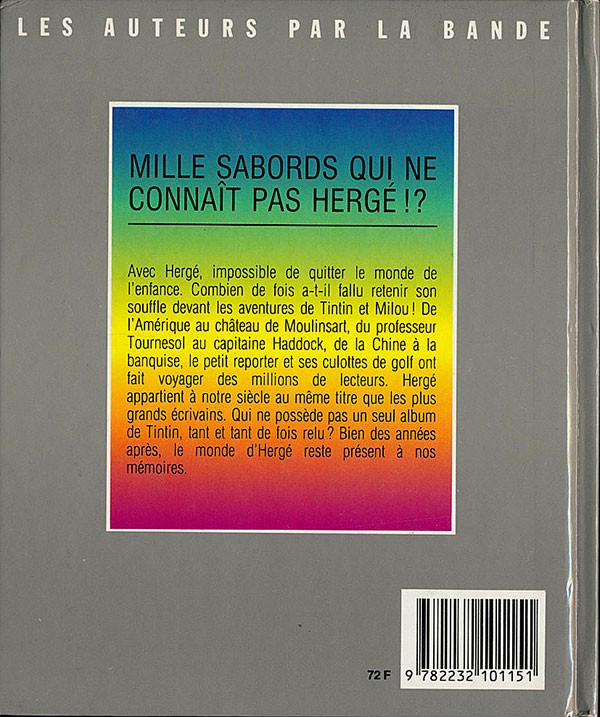 LES AUTEURS PAR LA BANDE
MILLE SABORDS QUI NE
CONNAÎT PAS HERGÉ !?
Avec Hergé, impossible de quitter le monde de
l'enfance. Combien de fois a-t-il fallu retenir son
souffle devant les aventures de Tintin et Milou ! De
l'Amérique au château de Moulinsart, du professeur
Tournesol au capitaine Haddock, de la Chine à la
banquise, le petit reporter et ses culottes de golf ont
fait voyager des millions de lecteurs. Hergé
appartient à notre siècle au même titre que les plus
grands écrivains. Qui ne possède pas un seul album
de Tintin, tant et tant de fois relu ? Bien des années
après, le monde d'Hergé reste présent à nos
mémoires.
72 F
9 782232 101151